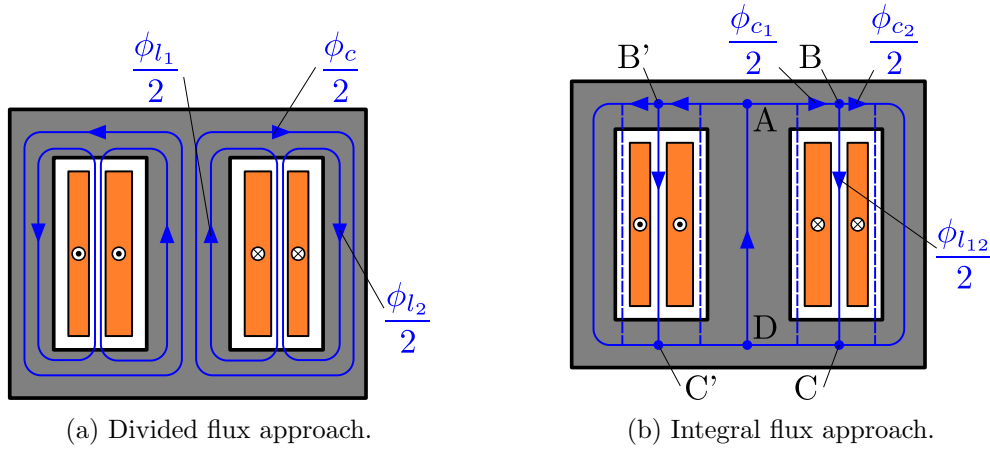 ϕ_{l_1}/2
ϕ_c/2
ϕ_{l_2}/2
(a) Divided flux approach.
ϕ_{c_1}/2
ϕ_{c_2}/2
B’
B
A
ϕ_{l_{12}}/2
D
C’
C
(b) Integral flux approach.